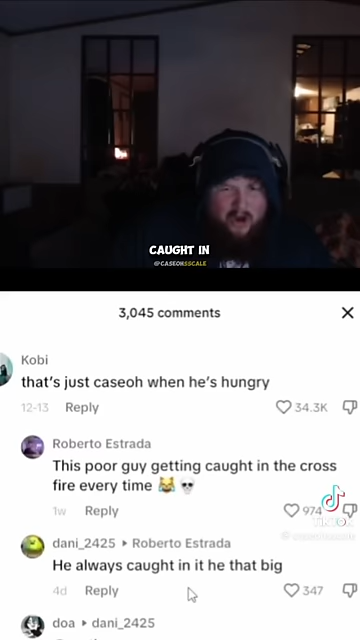 CAUGHT IN
@CASEOHSSCALE
3,045 comments
Kobi
that's just caseoh when he's hungry
12-13 Reply 34.3K
Roberto Estrada
This poor guy getting caught in the cross
fire every time 😹💀
1w Reply 974
TikTok
dani_2425 Roberto Estrada
He always caught in it he that big
4d Reply 347
doa dani_2425